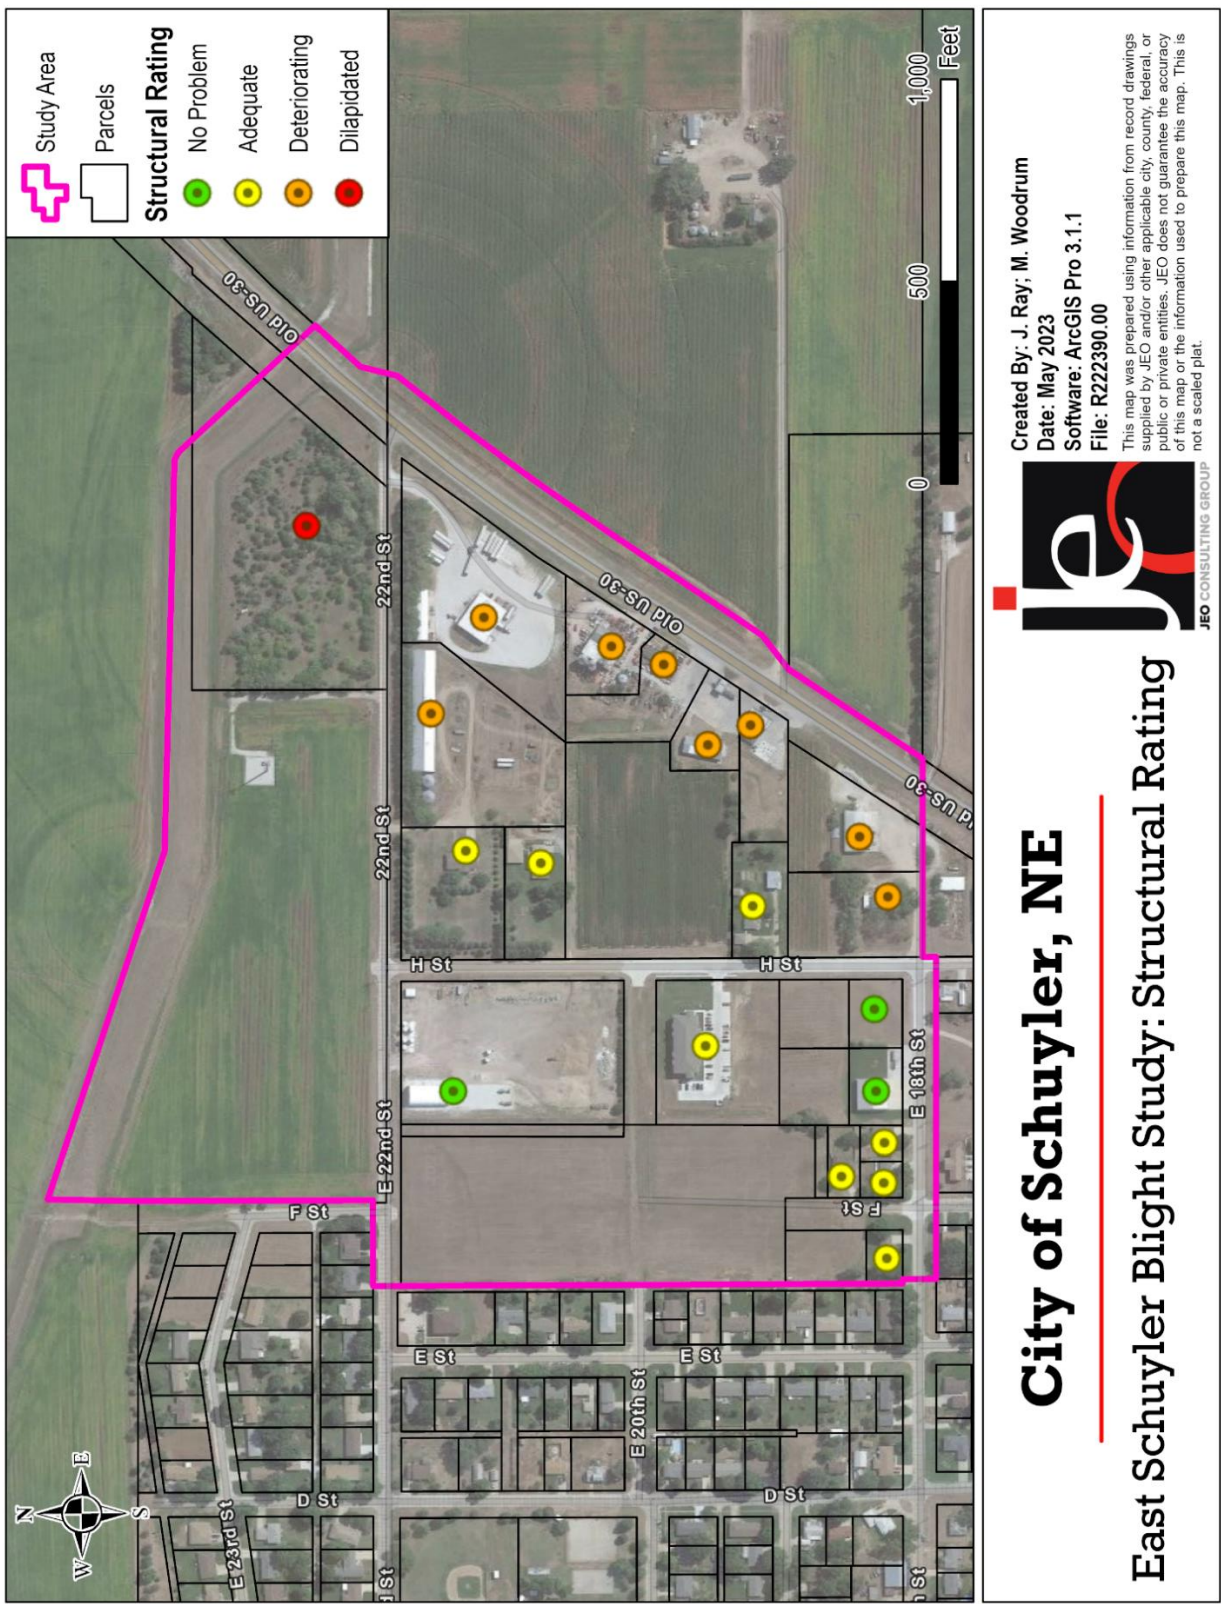 N
W
E
S
Study Area
Parcels
Structural Rating
No Problem
Adequate
Deteriorating
Dilapidated
Old US-30
22nd St
22nd St
E 22nd St
F St
E 23rd St
D St
E St
H St
Old US-30
E 20th St
E St
H St
D St
F St
E 18th St
Old US-30
0
500
1,000
Feet
City of Schuyler, NE
East Schuyler Blight Study: Structural Rating
JEO
JEO CONSULTING GROUP
Created By: J. Ray; M. Woodrum
Date: May 2023
Software: ArcGIS Pro 3.1.1
File: R222390.00
This map was prepared using information from record drawings
supplied by JEO and/or other applicable city, county, federal, or
public or private entities. JEO does not guarantee the accuracy
of this map or the information used to prepare this map. This is
not a scaled plat.